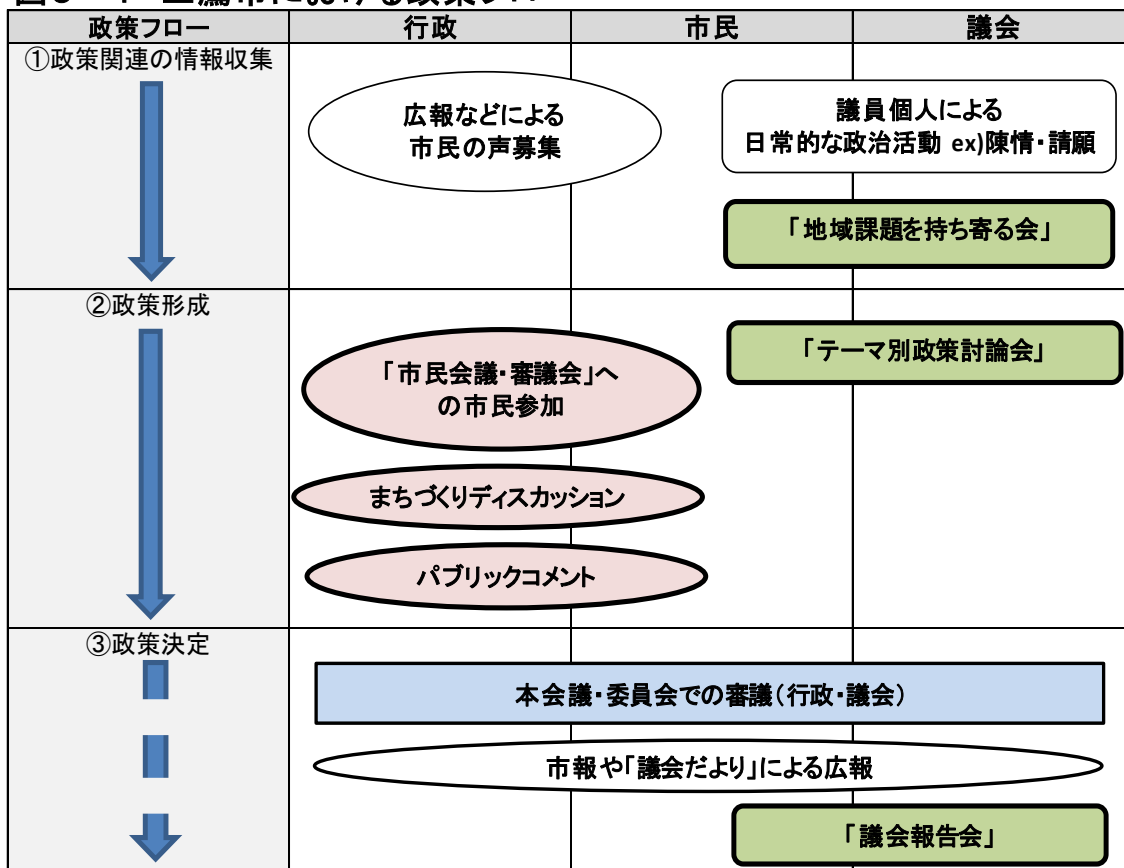 政策フロー
行政
市民
議会
①政策関連の情報収集
広報などによる
市民の声募集
議員個人による
日常的な政治活動 ex)陳情・請願
「地域課題を持ち寄る会」
②政策形成
「テーマ別政策討論会」
「市民会議・審議会」へ
の市民参加
まちづくりディスカッション
パブリックコメント
③政策決定
本会議・委員会での審議(行政・議会)
市報や「議会だより」による広報
「議会報告会」